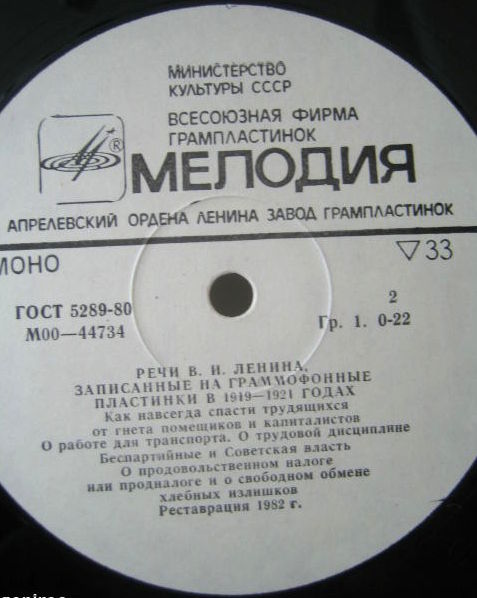 МИНИСТЕРСТВО
КУЛЬТУРЫ СССР
ВСЕСОЮЗНАЯ ФИРМА
ГРАМПЛАСТИНОК
®
МЕЛОДИЯ
АПРЕЛЕВСКИЙ ОРДЕНА ЛЕНИНА ЗАВОД ГРАМПЛАСТИНОК
МОНО
▽ 33
ГОСТ 5289-80
М00—44734
2
Гр. 1. 0-22
РЕЧИ В. И. ЛЕНИНА,
ЗАПИСАННЫЕ НА ГРАММОФОННЫЕ
ПЛАСТИНКИ В 1919—1921 ГОДАХ
Как навсегда спасти трудящихся
от гнета помещиков и капиталистов
О работе для транспорта. О трудовой дисциплине
Беспартийные и Советская власть
О продовольственном налоге
или продналоге и о свободном обмене
хлебных излишков
Реставрация 1982 г.